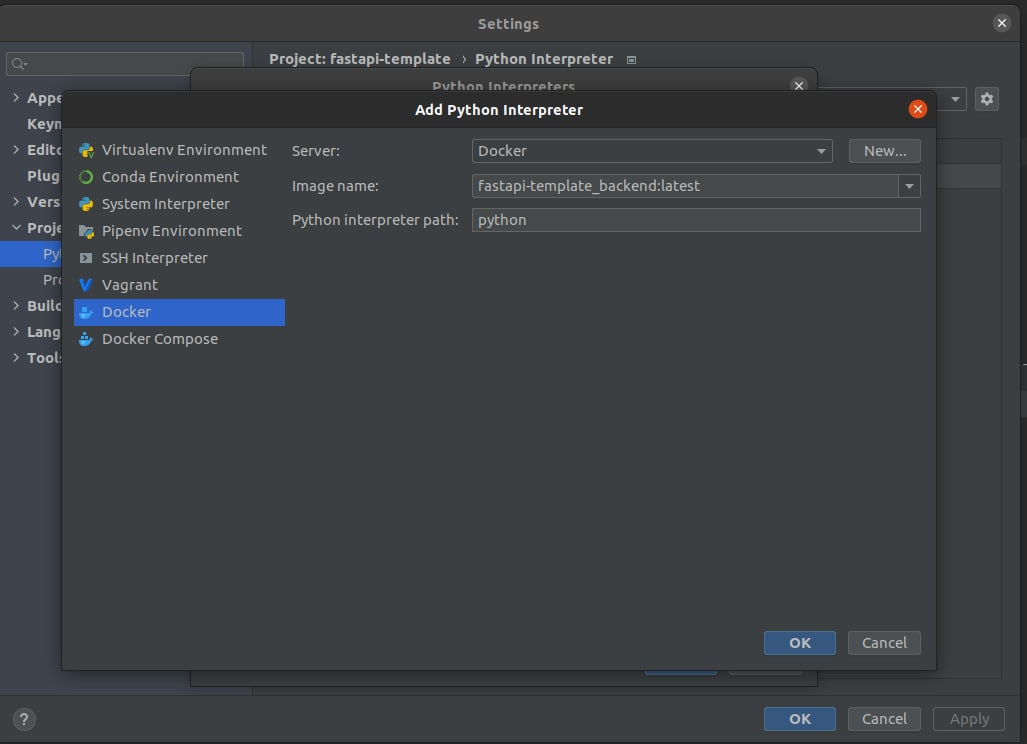 Settings
Project: fastapi-template › Python Interpreter
Python Interpreters
Add Python Interpreter
Appe
Keym
Edito
Plug
Vers
Proje
Pyt
Pro
Build
Lang
Tools
Virtualenv Environment
Conda Environment
System Interpreter
Pipenv Environment
SSH Interpreter
Vagrant
Docker
Docker Compose
Server: Docker New...
Image name: fastapi-template_backend:latest
Python interpreter path: python
OK Cancel
? OK Cancel Apply